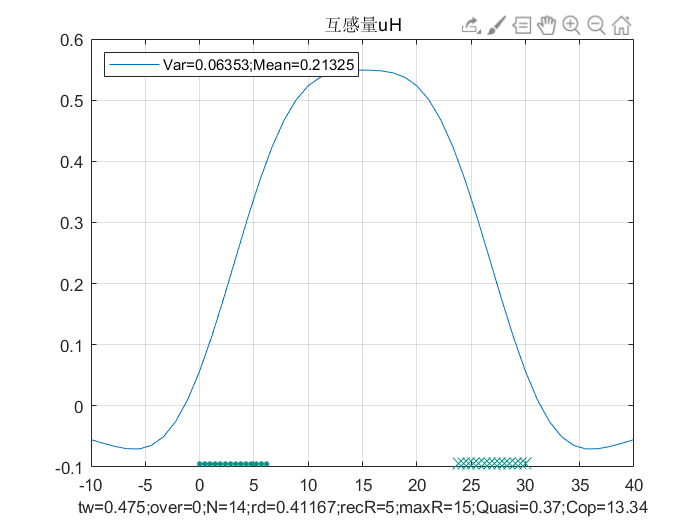 互感量uH
Var=0.06353;Mean=0.21325
0.6
0.5
0.4
0.3
0.2
0.1
0
-0.1
-10 -5 0 5 10 15 20 25 30 35 40
tw=0.475;over=0;N=14;rd=0.41167;recR=5;maxR=15;Quasi=0.37;Cop=13.34